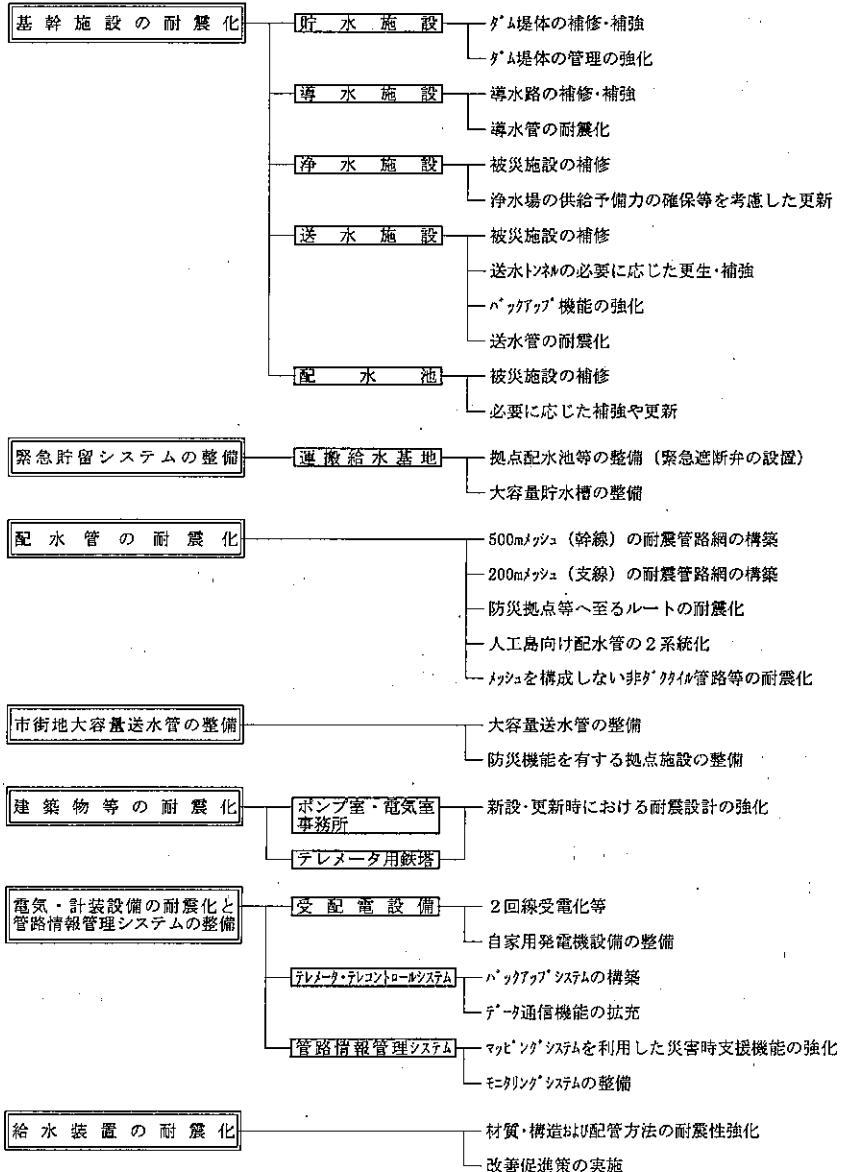 基幹施設の耐震化
貯水施設
ﾀﾞﾑ堤体の補修・補強
ﾀﾞﾑ堤体の管理の強化
導水施設
導水路の補修・補強
導水管の耐震化
浄水施設
被災施設の補修
浄水場の供給予備力の確保等を考慮した更新
送水施設
被災施設の補修
送水ﾄﾝﾈﾙの必要に応じた更生・補強
ﾊﾞｯｸｱｯﾌﾟ機能の強化
送水管の耐震化
配水池
被災施設の補修
必要に応じた補強や更新
緊急貯留システムの整備
運搬給水基地
拠点配水池等の整備（緊急遮断弁の設置）
大容量貯水槽の整備
配水管の耐震化
500mﾒｯｼｭ（幹線）の耐震管路網の構築
200mﾒｯｼｭ（支線）の耐震管路網の構築
防災拠点等へ至るルートの耐震化
人工島向け配水管の２系統化
ﾒｯｼｭを構成しない非ﾀﾞｸﾀｲﾙ管路等の耐震化
市街地大容量送水管の整備
大容量送水管の整備
防災機能を有する拠点施設の整備
建築物等の耐震化
ポンプ室・電気室
事務所
新設・更新時における耐震設計の強化
テレメータ用鉄塔
電気・計装設備の耐震化と
管路情報管理システムの整備
受配電設備
２回線受電化等
自家用発電機設備の整備
ﾃﾚﾒｰﾀ・ﾃﾚｺﾝﾄﾛｰﾙｼｽﾃﾑ
ﾊﾞｯｸｱｯﾌﾟｼｽﾃﾑの構築
ﾃﾞｰﾀ通信機能の拡充
管路情報管理ｼｽﾃﾑ
ﾏｯﾋﾟﾝｸﾞｼｽﾃﾑを利用した災害時支援機能の強化
ﾓﾆﾀﾘﾝｸﾞｼｽﾃﾑの整備
給水装置の耐震化
材質・構造および配管方法の耐震性強化
改善促進策の実施